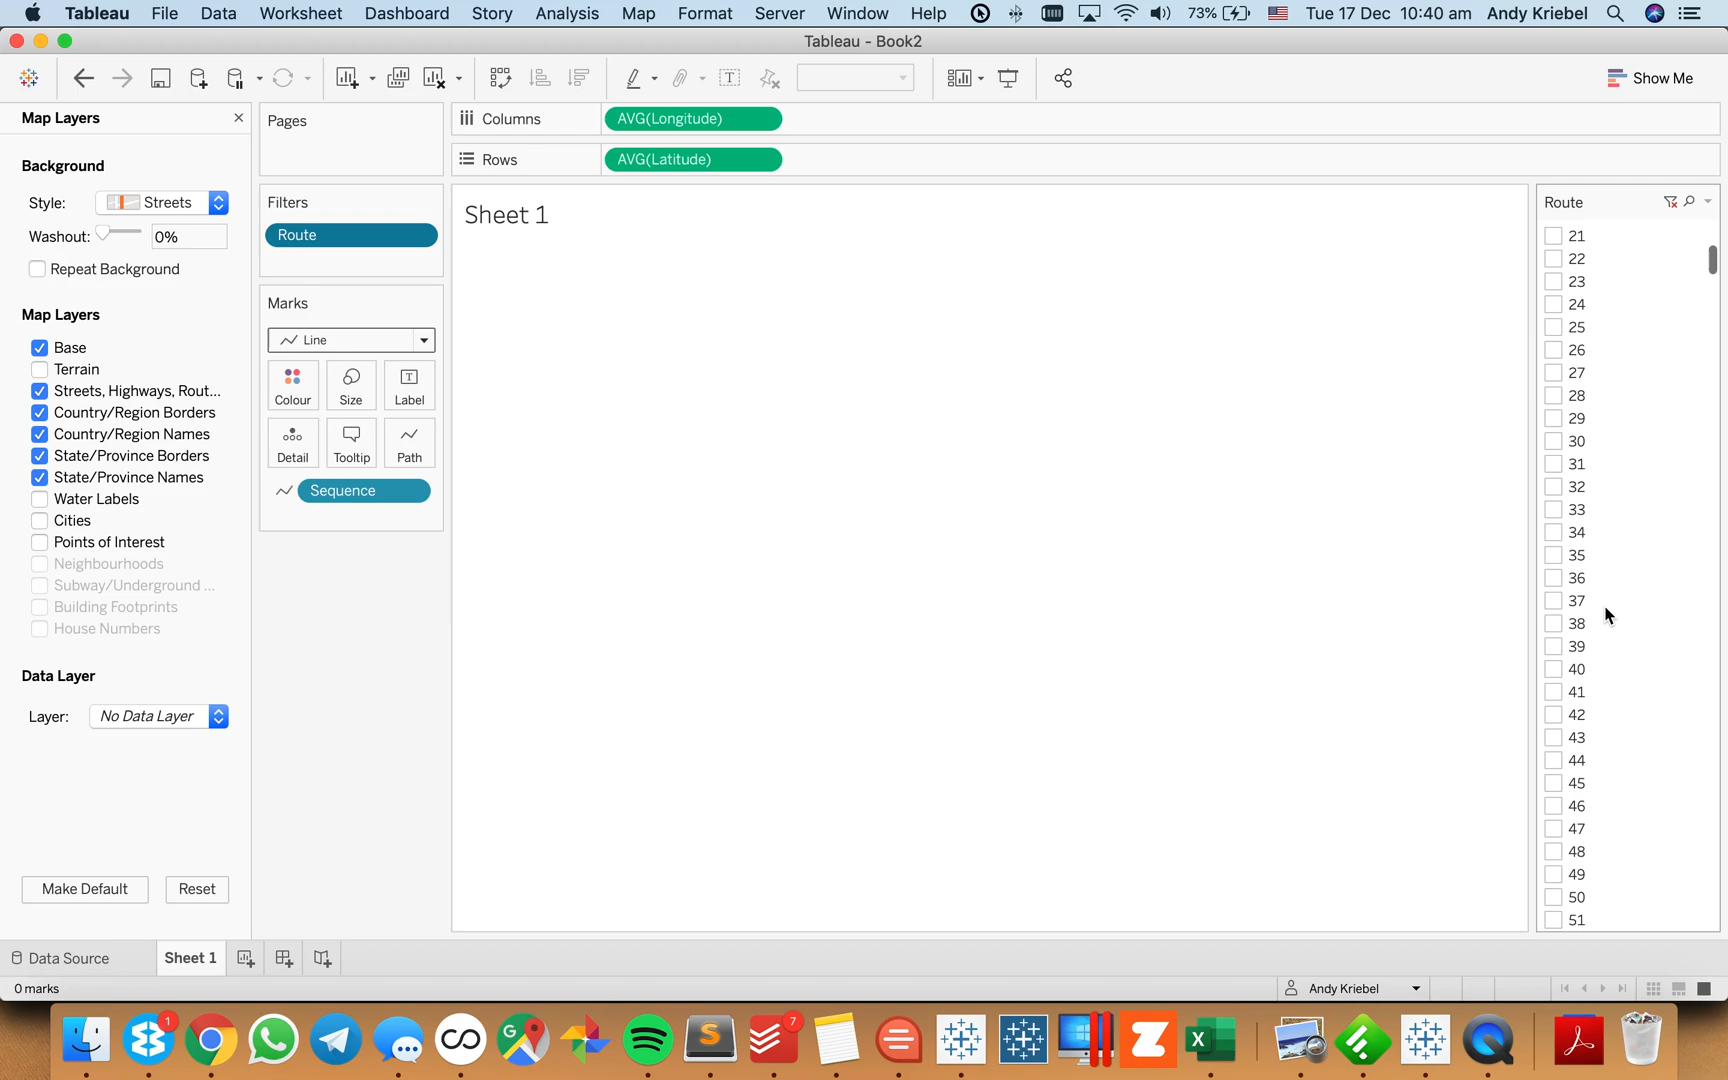 Tableau File Data Worksheet Dashboard Story Analysis Map Format Server Window Help 73% Tue 17 Dec 10:40 am Andy Kriebel
Tableau - Book2
Show Me
Map Layers
Background
Style: Streets
Washout: 0%
Repeat Background
Map Layers
Base
Terrain
Streets, Highways, Rout...
Country/Region Borders
Country/Region Names
State/Province Borders
State/Province Names
Water Labels
Cities
Points of Interest
Neighbourhoods
Subway/Underground ...
Building Footprints
House Numbers
Data Layer
Layer: No Data Layer
Make Default Reset
Pages
Filters
Route
Marks
Line
Colour Size Label
Detail Tooltip Path
Sequence
Columns AVG(Longitude)
Rows AVG(Latitude)
Sheet 1
Route
21
22
23
24
25
26
27
28
29
30
31
32
33
34
35
36
37
38
39
40
41
42
43
44
45
46
47
48
49
50
51
Data Source Sheet 1
0 marks Andy Kriebel
1
7